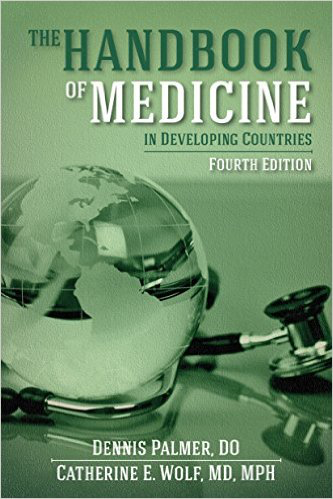 THE HANDBOOK
OF MEDICINE
IN DEVELOPING COUNTRIES
FOURTH EDITION
DENNIS PALMER, DO
CATHERINE E. WOLF, MD, MPH